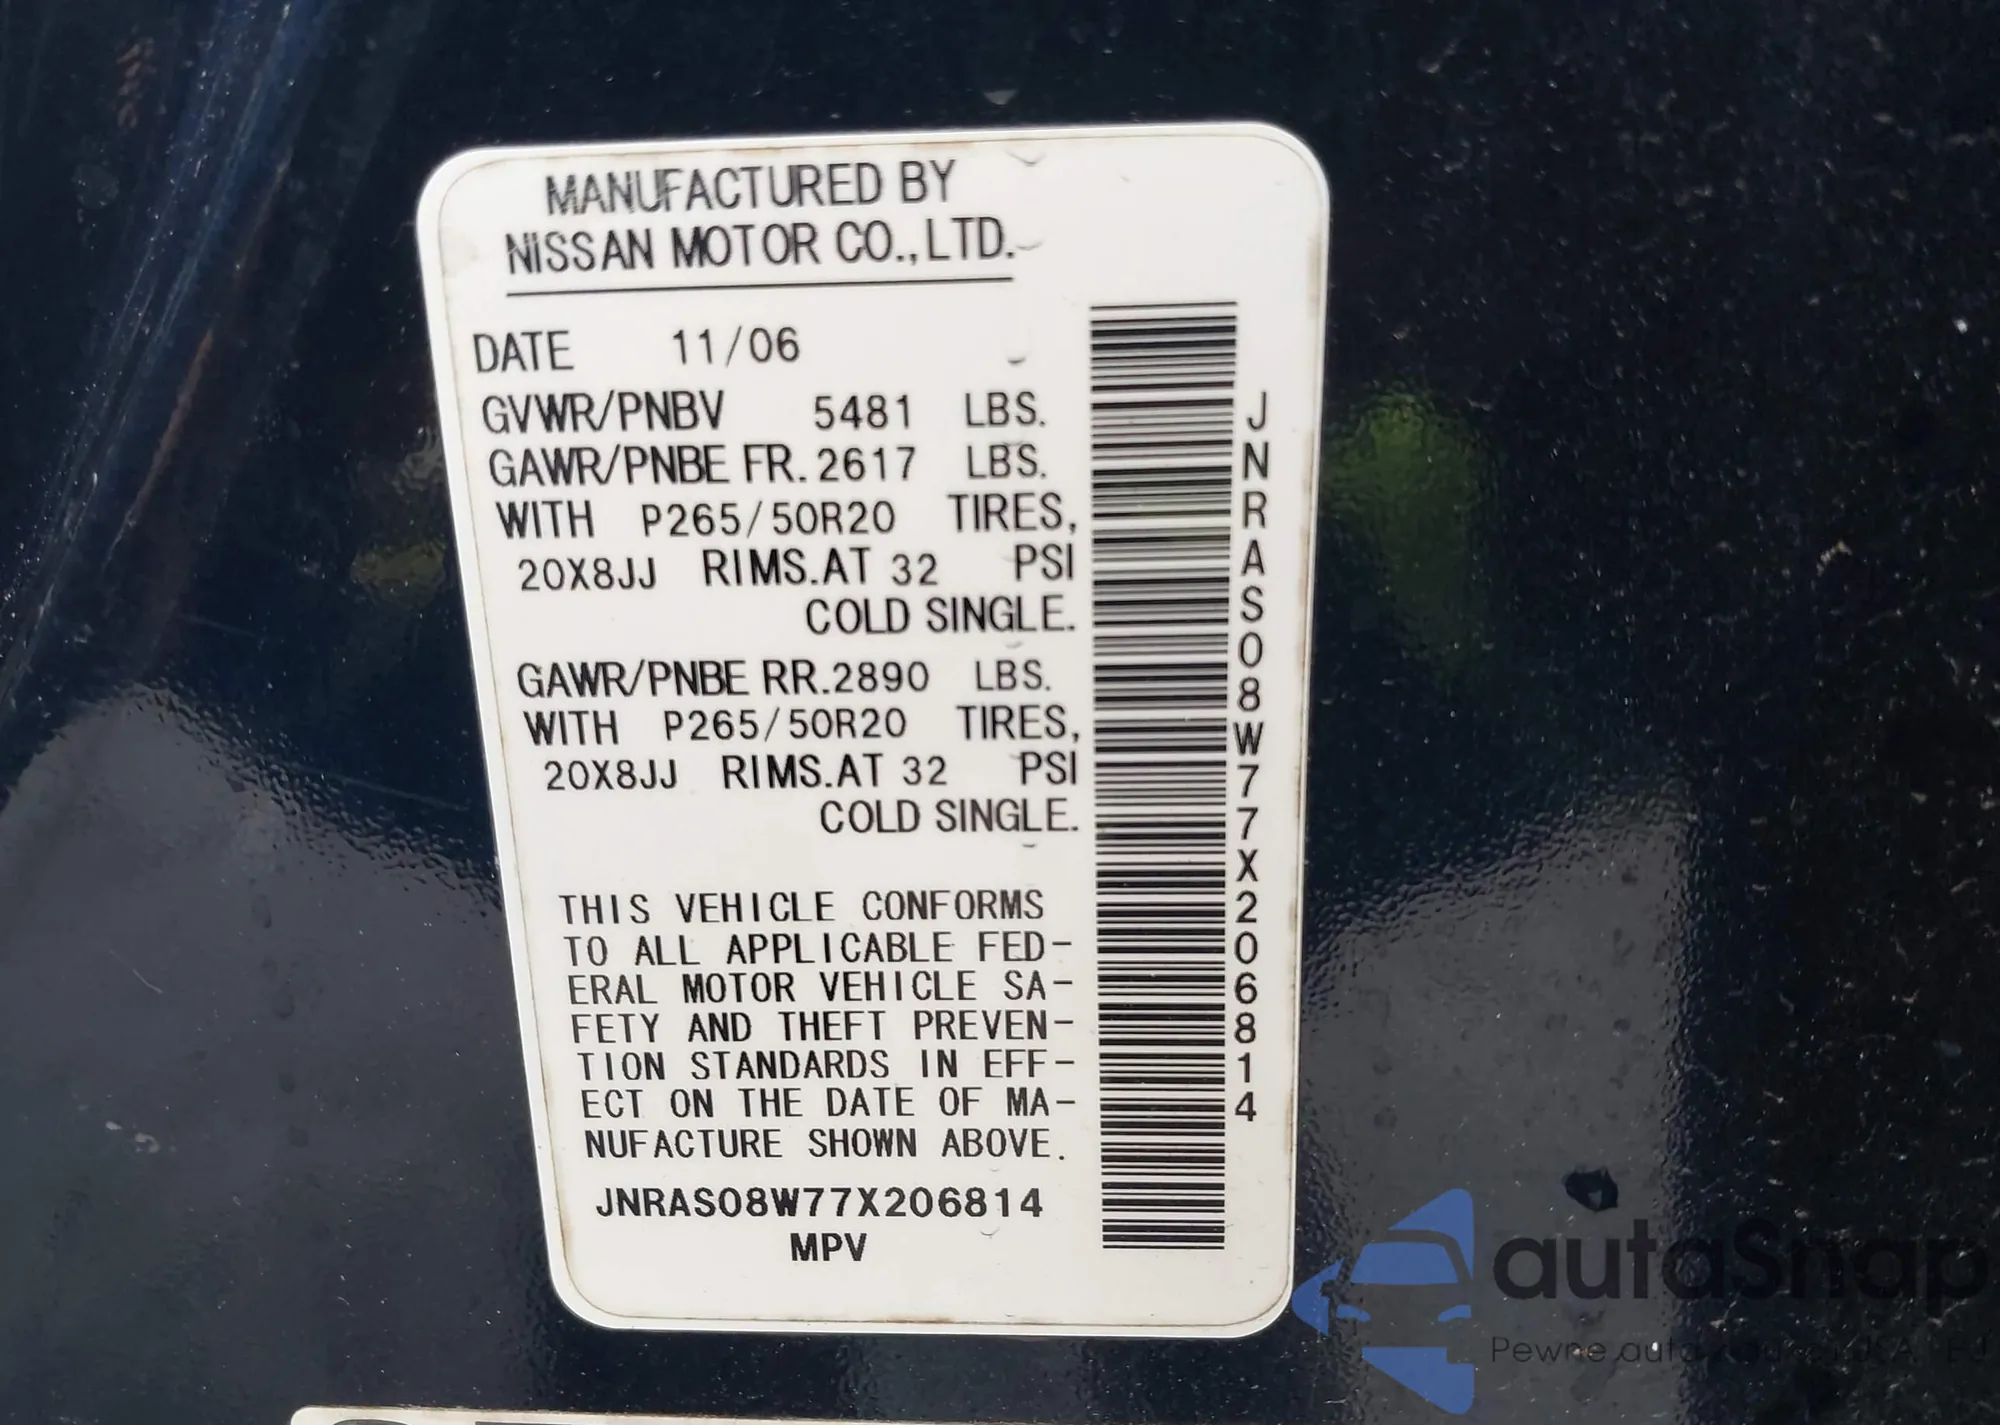 MANUFACTURED BY
NISSAN MOTOR CO.,LTD.
DATE 11/06
GVWR/PNBV 5481 LBS.
GAWR/PNBE FR. 2617 LBS.
WITH P265/50R20 TIRES,
20X8JJ RIMS.AT 32 PSI
COLD SINGLE.
GAWR/PNBE RR.2890 LBS.
WITH P265/50R20 TIRES,
20X8JJ RIMS.AT 32 PSI
COLD SINGLE.
THIS VEHICLE CONFORMS
TO ALL APPLICABLE FED-
ERAL MOTOR VEHICLE SA-
FETY AND THEFT PREVEN-
TION STANDARDS IN EFF-
ECT ON THE DATE OF MA-
NUFACTURE SHOWN ABOVE.
JNRAS08W77X206814
MPV
JNRAS08W77X206814
autaSnap
Pewne auta